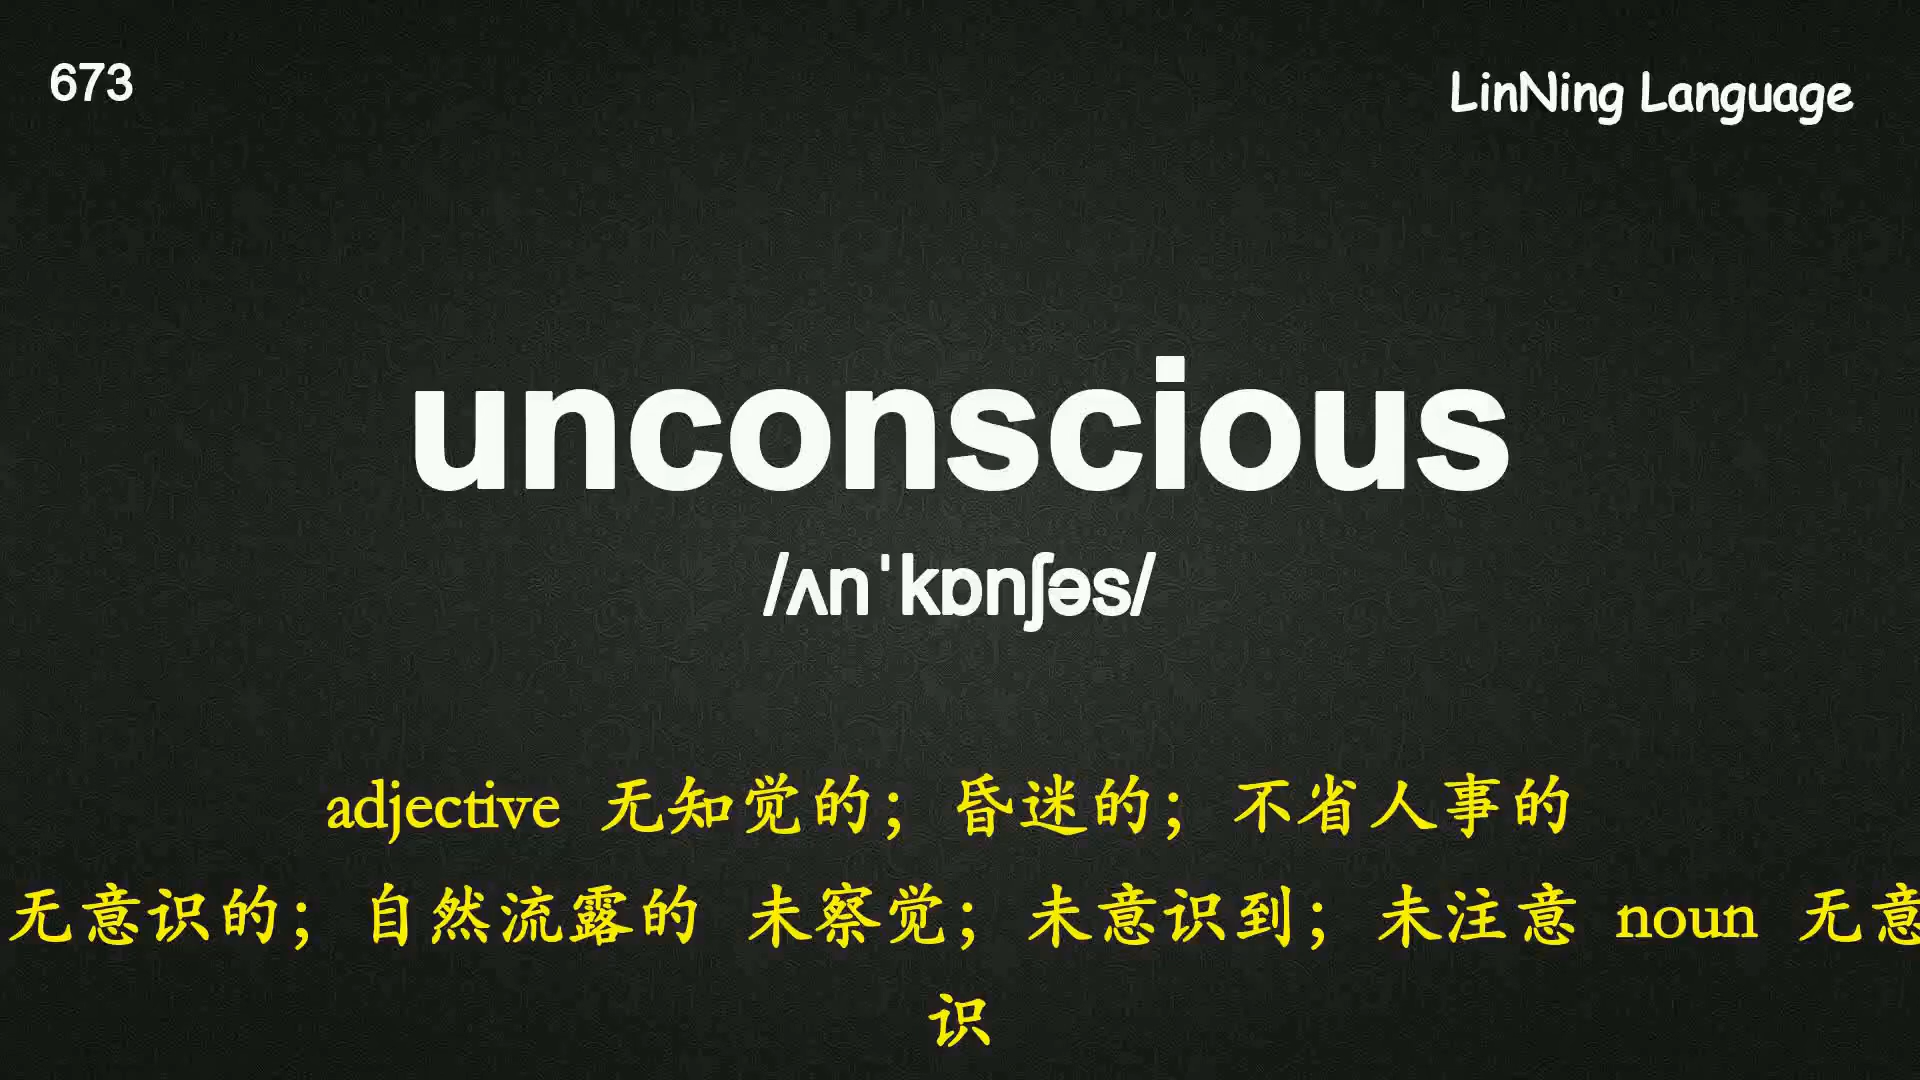 673
LinNing Language
unconscious
/ʌnˈkɒnʃəs/
adjective 无知觉的；昏迷的；不省人事的
无意识的；自然流露的 未察觉；未意识到；未注意 noun 无意
识